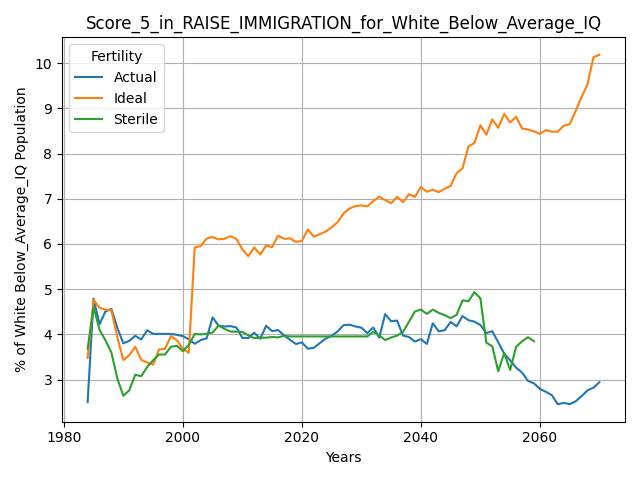 Score_5_in_RAISE_IMMIGRATION_for_White_Below_Average_IQ
% of White Below_Average_IQ Population
10
9
8
7
6
5
4
3
Fertility
Actual
Ideal
Sterile
1980
2000
2020
2040
2060
Years